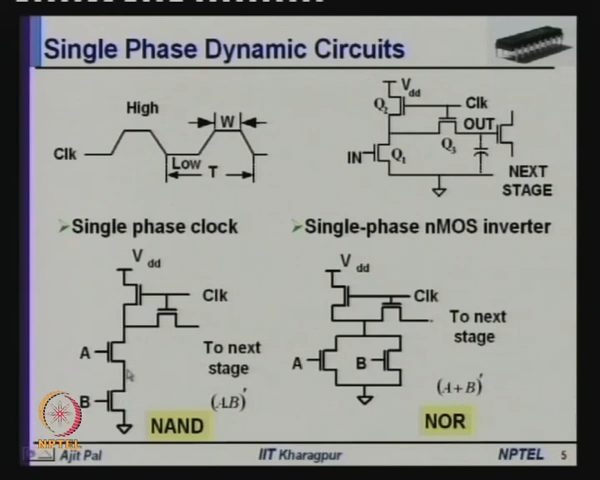 Single Phase Dynamic Circuits
High
W
Clk
Low
T
Vdd
Q2
Clk
OUT
Q3
IN
Q1
NEXT
STAGE
Single phase clock
Single-phase nMOS inverter
V dd
Clk
A
To next
stage
B
(AB)'
NAND
V dd
Clk
To next
stage
A
B
(A+B)'
NOR
NPTEL
Ajit Pal
IIT Kharagpur
NPTEL
5